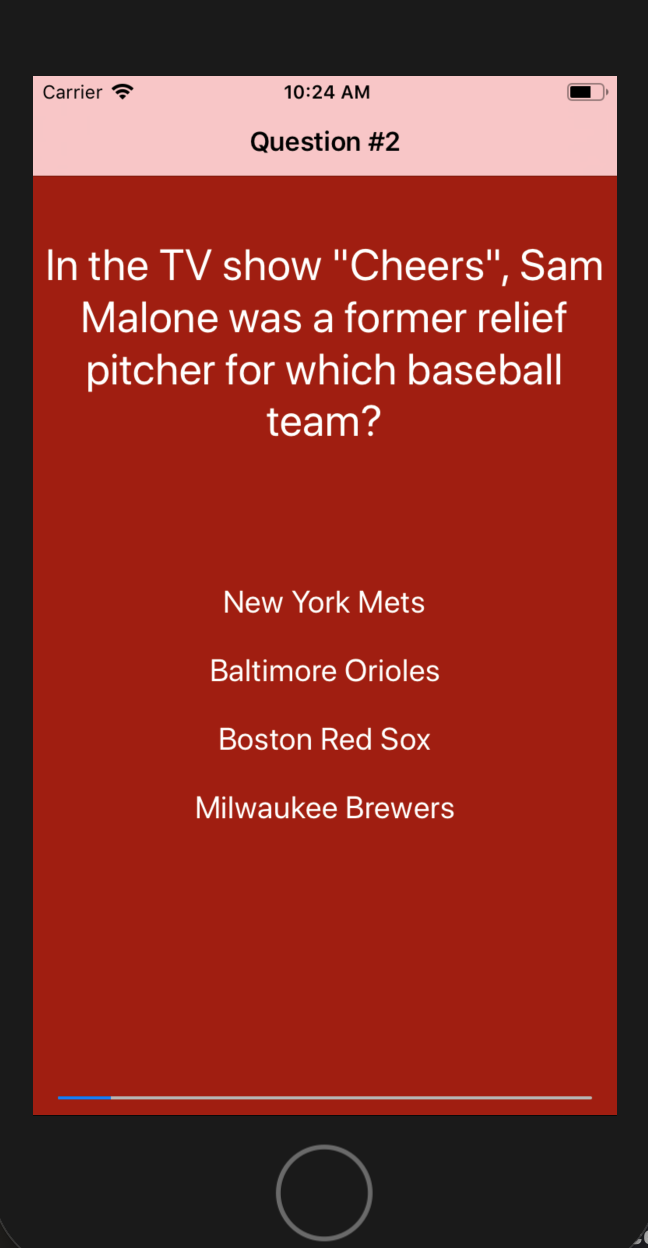 Carrier
10:24 AM
Question #2
In the TV show "Cheers", Sam
Malone was a former relief
pitcher for which baseball
team?
New York Mets
Baltimore Orioles
Boston Red Sox
Milwaukee Brewers